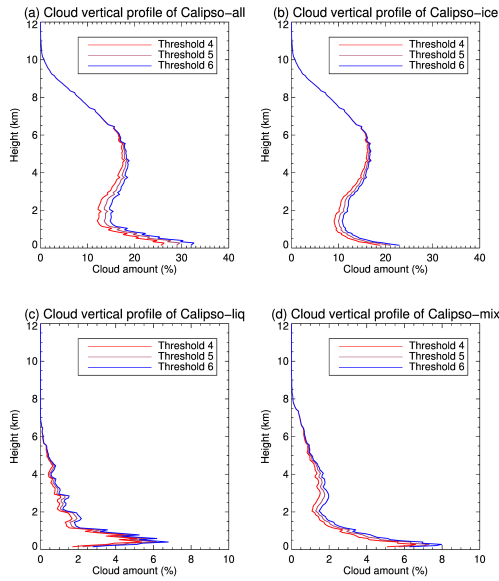 (a) Cloud vertical profile of Calipso−all
12
10
8
6
4
2
0
Height (km)
Threshold 4
Threshold 5
Threshold 6
0 10 20 30 40
Cloud amount (%)
(b) Cloud vertical profile of Calipso−ice
12
10
8
6
4
2
0
Height (km)
Threshold 4
Threshold 5
Threshold 6
0 10 20 30 40
Cloud amount (%)
(c) Cloud vertical profile of Calipso−liq
12
10
8
6
4
2
0
Height (km)
Threshold 4
Threshold 5
Threshold 6
0 2 4 6 8 10
Cloud amount (%)
(d) Cloud vertical profile of Calipso−mix
12
10
8
6
4
2
0
Height (km)
Threshold 4
Threshold 5
Threshold 6
0 2 4 6 8 10
Cloud amount (%)